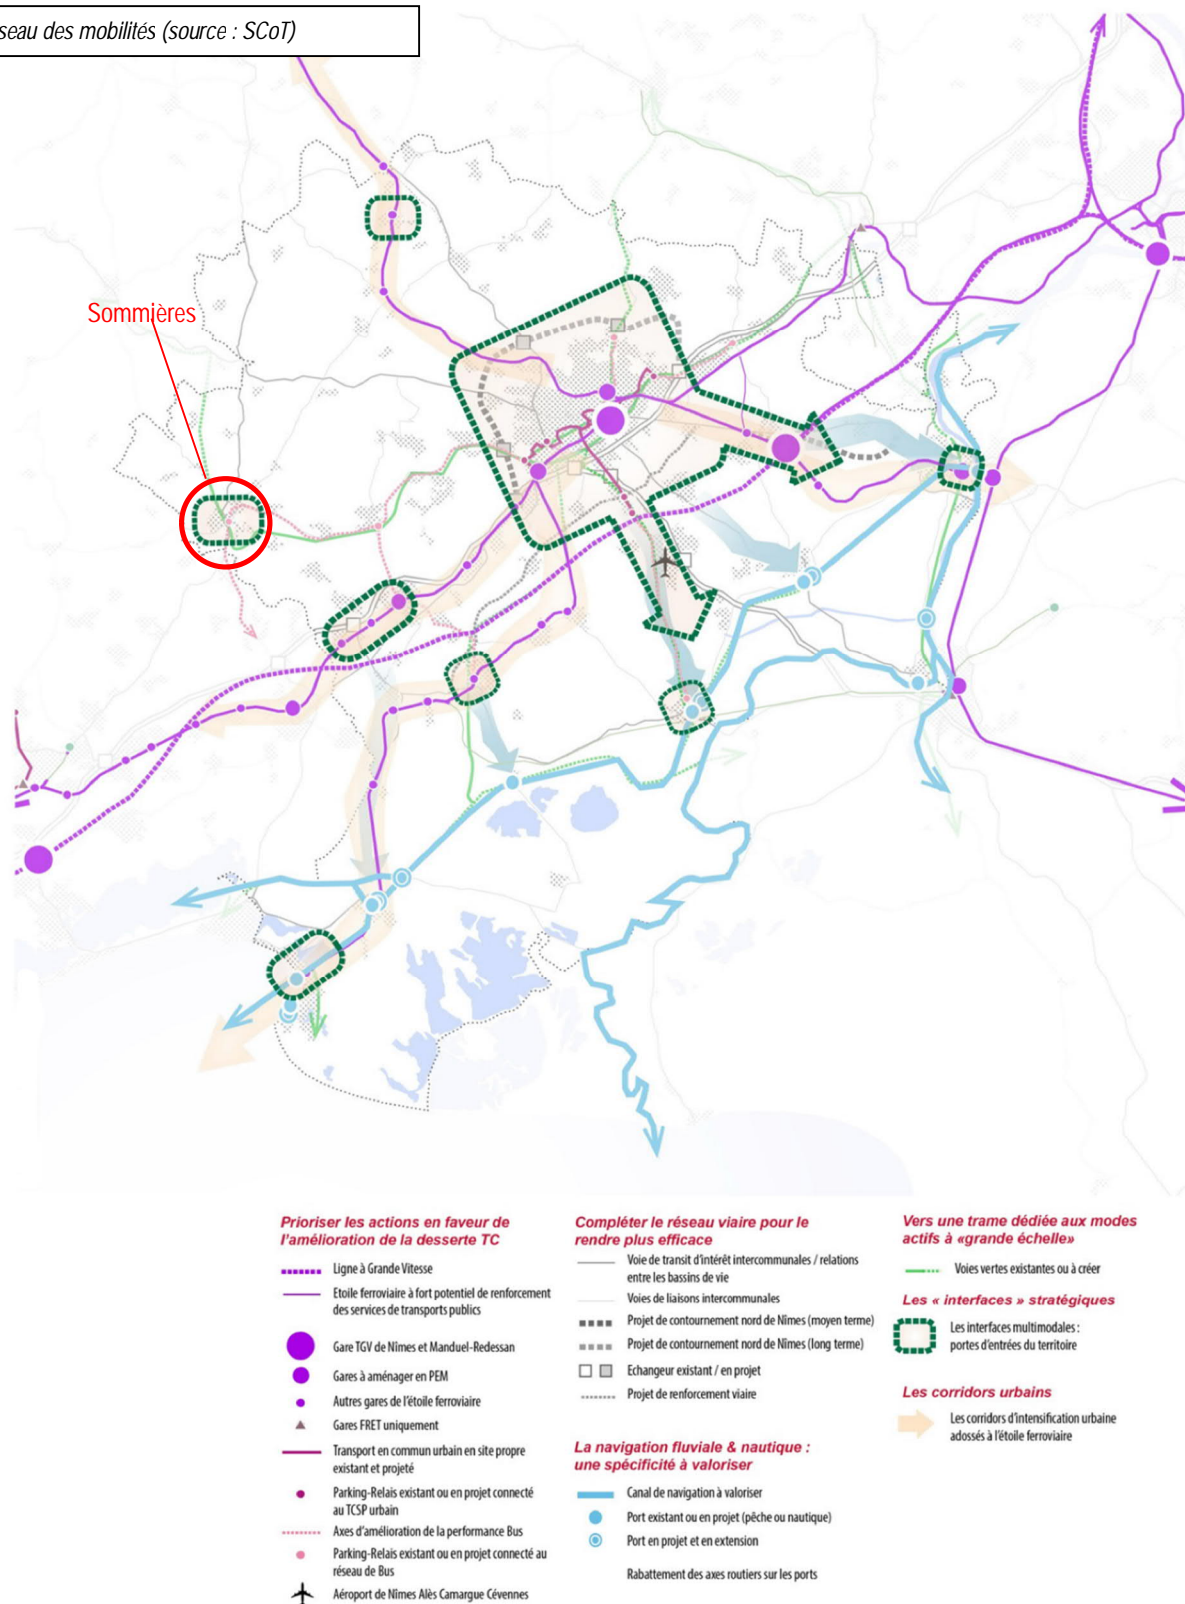 seau des mobilités (source : SCoT)
Sommières
Prioriser les actions en faveur de
l'amélioration de la desserte TC
Ligne à Grande Vitesse
Etoile ferroviaire à fort potentiel de renforcement
des services de transports publics
Gare TGV de Nîmes et Manduel-Redessan
Gares à aménager en PEM
Autres gares de l'étoile ferroviaire
Gares FRET uniquement
Transport en commun urbain en site propre
existant et projeté
Parking-Relais existant ou en projet connecté
au TCSP urbain
Axes d'amélioration de la performance Bus
Parking-Relais existant ou en projet connecté au
réseau de Bus
Aéroport de Nîmes Alès Camargue Cévennes
Compléter le réseau viaire pour le
rendre plus efficace
Voie de transit d'intérêt intercommunales / relations
entre les bassins de vie
Voies de liaisons intercommunales
Projet de contournement nord de Nîmes (moyen terme)
Projet de contournement nord de Nîmes (long terme)
Echangeur existant / en projet
Projet de renforcement viaire
La navigation fluviale & nautique :
une spécificité à valoriser
Canal de navigation à valoriser
Port existant ou en projet (pêche ou nautique)
Port en projet et en extension
Rabattement des axes routiers sur les ports
Vers une trame dédiée aux modes
actifs à «grande échelle»
Voies vertes existantes ou à créer
Les « interfaces » stratégiques
Les interfaces multimodales :
portes d'entrées du territoire
Les corridors urbains
Les corridors d'intensification urbaine
adossés à l'étoile ferroviaire